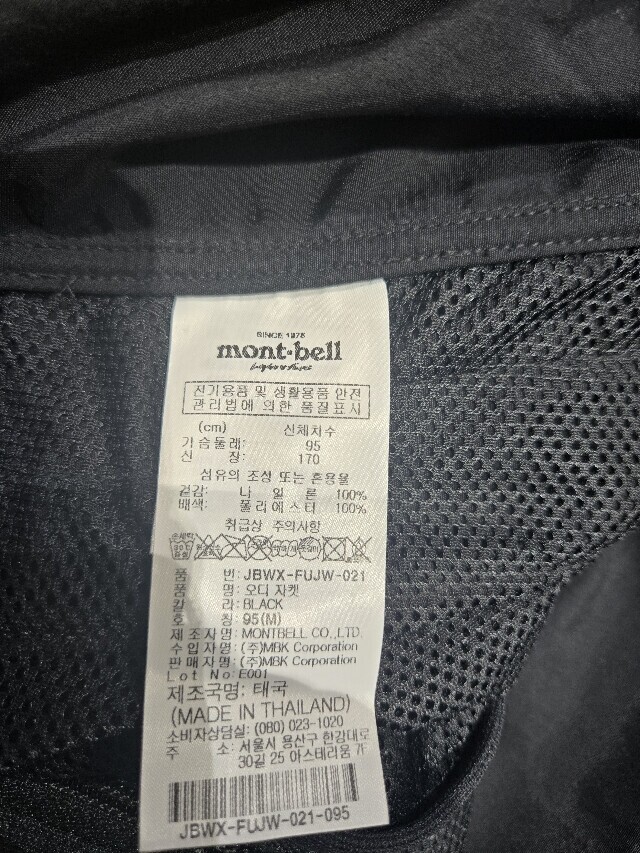 SINCE 1975
mont·bell
전기용품 및 생활용품 안전
관리법에 의한 품질표시
(cm) 신체치수
가슴둘레: 95
신 장: 170
섬유의 조성 또는 혼용율
겉감: 나 일 론 100%
배색: 폴리에스터 100%
취급상 주의사항
품 번: JBWX-FUJW-021
품 명: 오디 자켓
칼 라: BLACK
호 칭: 95(M)
제 조 자 명: MONTBELL CO.,LTD
수 입 자 명: (주)MBK Corporation
판 매 자 명: (주)MBK Corporation
Lot No: E001
제조국명: 태국
(MADE IN THAILAND)
소비자상담실: (080) 023-1020
주 소: 서울시 용산구 한강대로
30길 25 아스테리움 7F
JBWX-FUJW-021-095